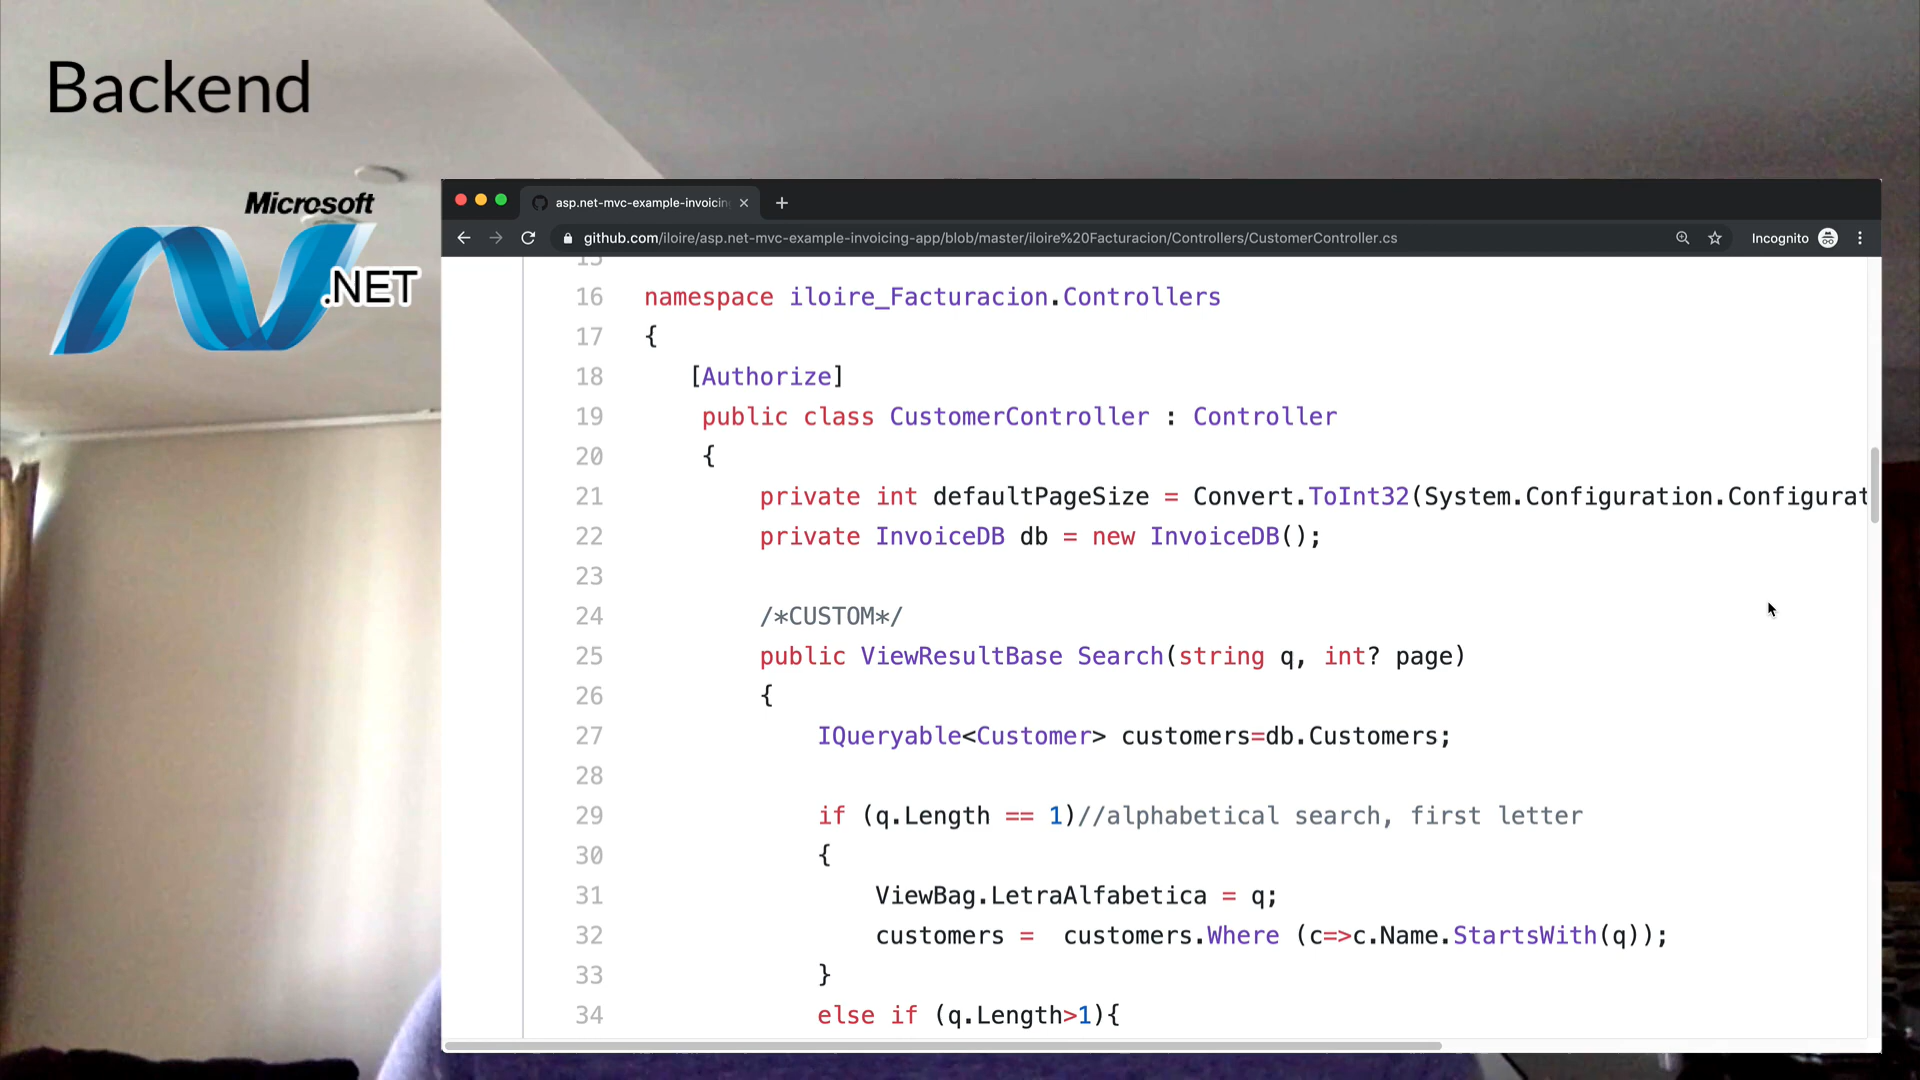 Backend
Microsoft
.NET
asp.net-mvc-example-invoicin
github.com/iloire/asp.net-mvc-example-invoicing-app/blob/master/iloire%20Facturacion/Controllers/CustomerController.cs
Incognito
15
16 namespace iloire_Facturacion.Controllers
17 {
18 [Authorize]
19 public class CustomerController : Controller
20 {
21 private int defaultPageSize = Convert.ToInt32(System.Configuration.Configurat
22 private InvoiceDB db = new InvoiceDB();
23
24 /*CUSTOM*/
25 public ViewResultBase Search(string q, int? page)
26 {
27 IQueryable<Customer> customers=db.Customers;
28
29 if (q.Length == 1)//alphabetical search, first letter
30 {
31 ViewBag.LetraAlfabetica = q;
32 customers =  customers.Where (c=>c.Name.StartsWith(q));
33 }
34 else if (q.Length>1){